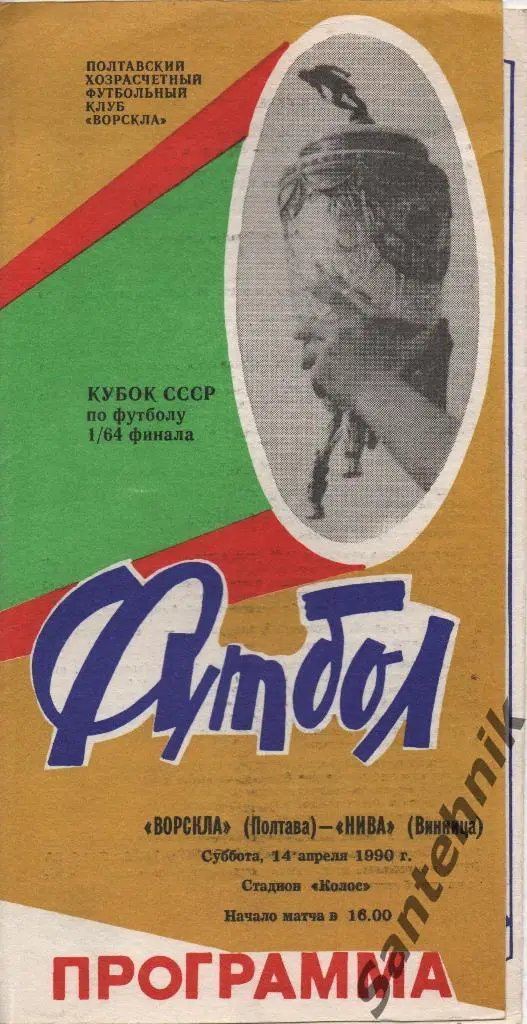 ПОЛТАВСКИЙ
ХОЗРАСЧЕТНЫЙ
ФУТБОЛЬНЫЙ
КЛУБ
«ВОРСКЛА»
КУБОК СССР
по футболу
1/64 финала
Футбол
«ВОРСКЛА» (Полтава)—«НИВА» (Винница)
Суббота, 14 апреля 1990 г.
Стадион «Колос»
Начало матча в 16.00
ПРОГРАММА
Santehnik